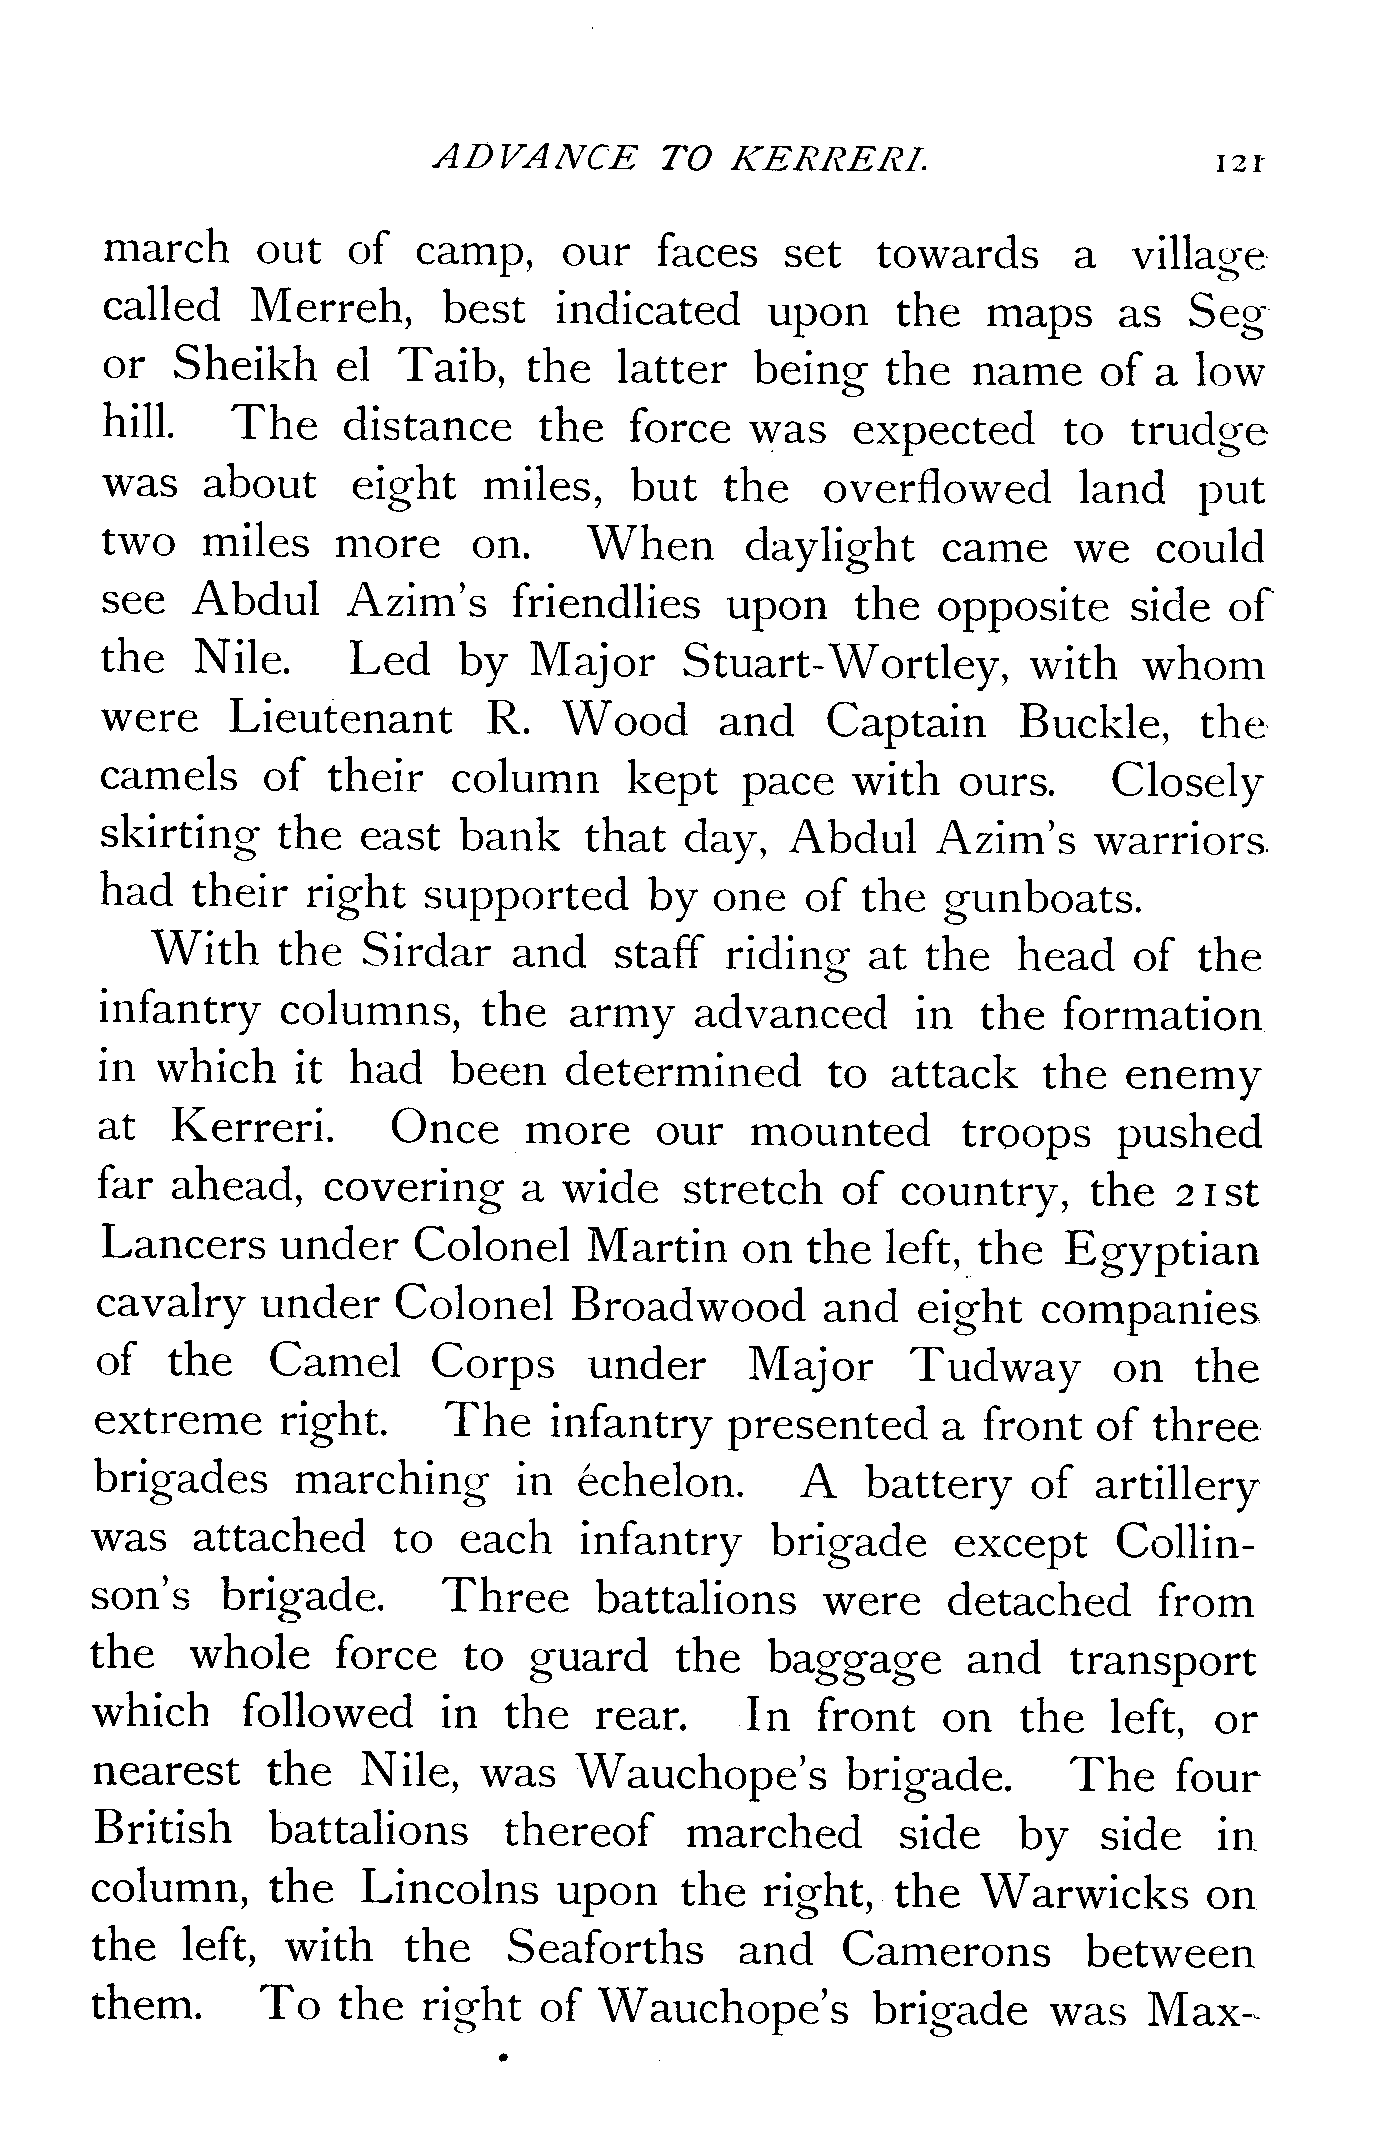 ADVANCE TO KERRERI. 121
march out of camp, our faces set towards a village
called Merreh, best indicated upon the maps as Seg
or Sheikh el Taib, the latter being the name of a low
hill. The distance the force was expected to trudge
was about eight miles, but the overflowed land put
two miles more on. When daylight came we could
see Abdul Azim's friendlies upon the opposite side of
the Nile. Led by Major Stuart-Wortley, with whom
were Lieutenant R. Wood and Captain Buckle, the
camels of their column kept pace with ours. Closely
skirting the east bank that day, Abdul Azim's warriors
had their right supported by one of the gunboats.
With the Sirdar and staff riding at the head of the
infantry columns, the army advanced in the formation
in which it had been determined to attack the enemy
at Kerreri. Once more our mounted troops pushed
far ahead, covering a wide stretch of country, the 21st
Lancers under Colonel Martin on the left, the Egyptian
cavalry under Colonel Broadwood and eight companies
of the Camel Corps under Major Tudway on the
extreme right. The infantry presented a front of three
brigades marching in échelon. A battery of artillery
was attached to each infantry brigade except Collin-
son's brigade. Three battalions were detached from
the whole force to guard the baggage and transport
which followed in the rear. In front on the left, or
nearest the Nile, was Wauchope's brigade. The four
British battalions thereof marched side by side in
column, the Lincolns upon the right, the Warwicks on
the left, with the Seaforths and Camerons between
them. To the right of Wauchope's brigade was Max-